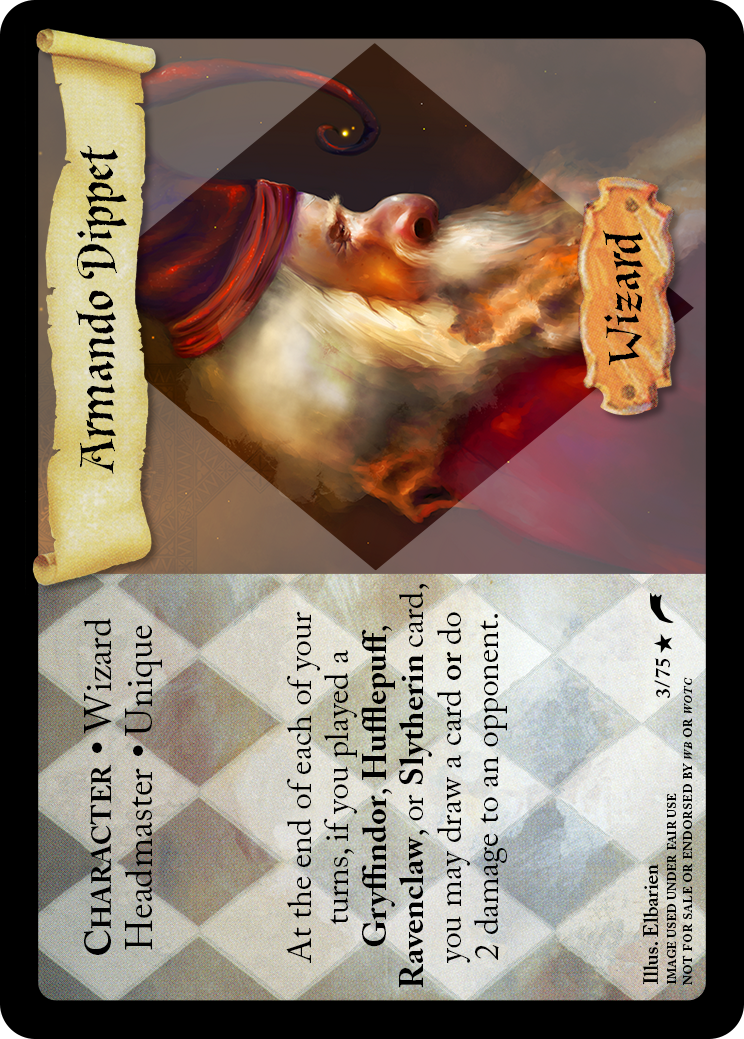 Armando Dippet
Wizard
CHARACTER • Wizard
Headmaster • Unique
At the end of each of your
turns, if you played a
Gryffindor, Hufflepuff,
Ravenclaw, or Slytherin card,
you may draw a card or do
2 damage to an opponent.
Illus. Elbarien
IMAGE USED UNDER FAIR USE
NOT FOR SALE OR ENDORSED BY WB OR WOTC
3/75 ★